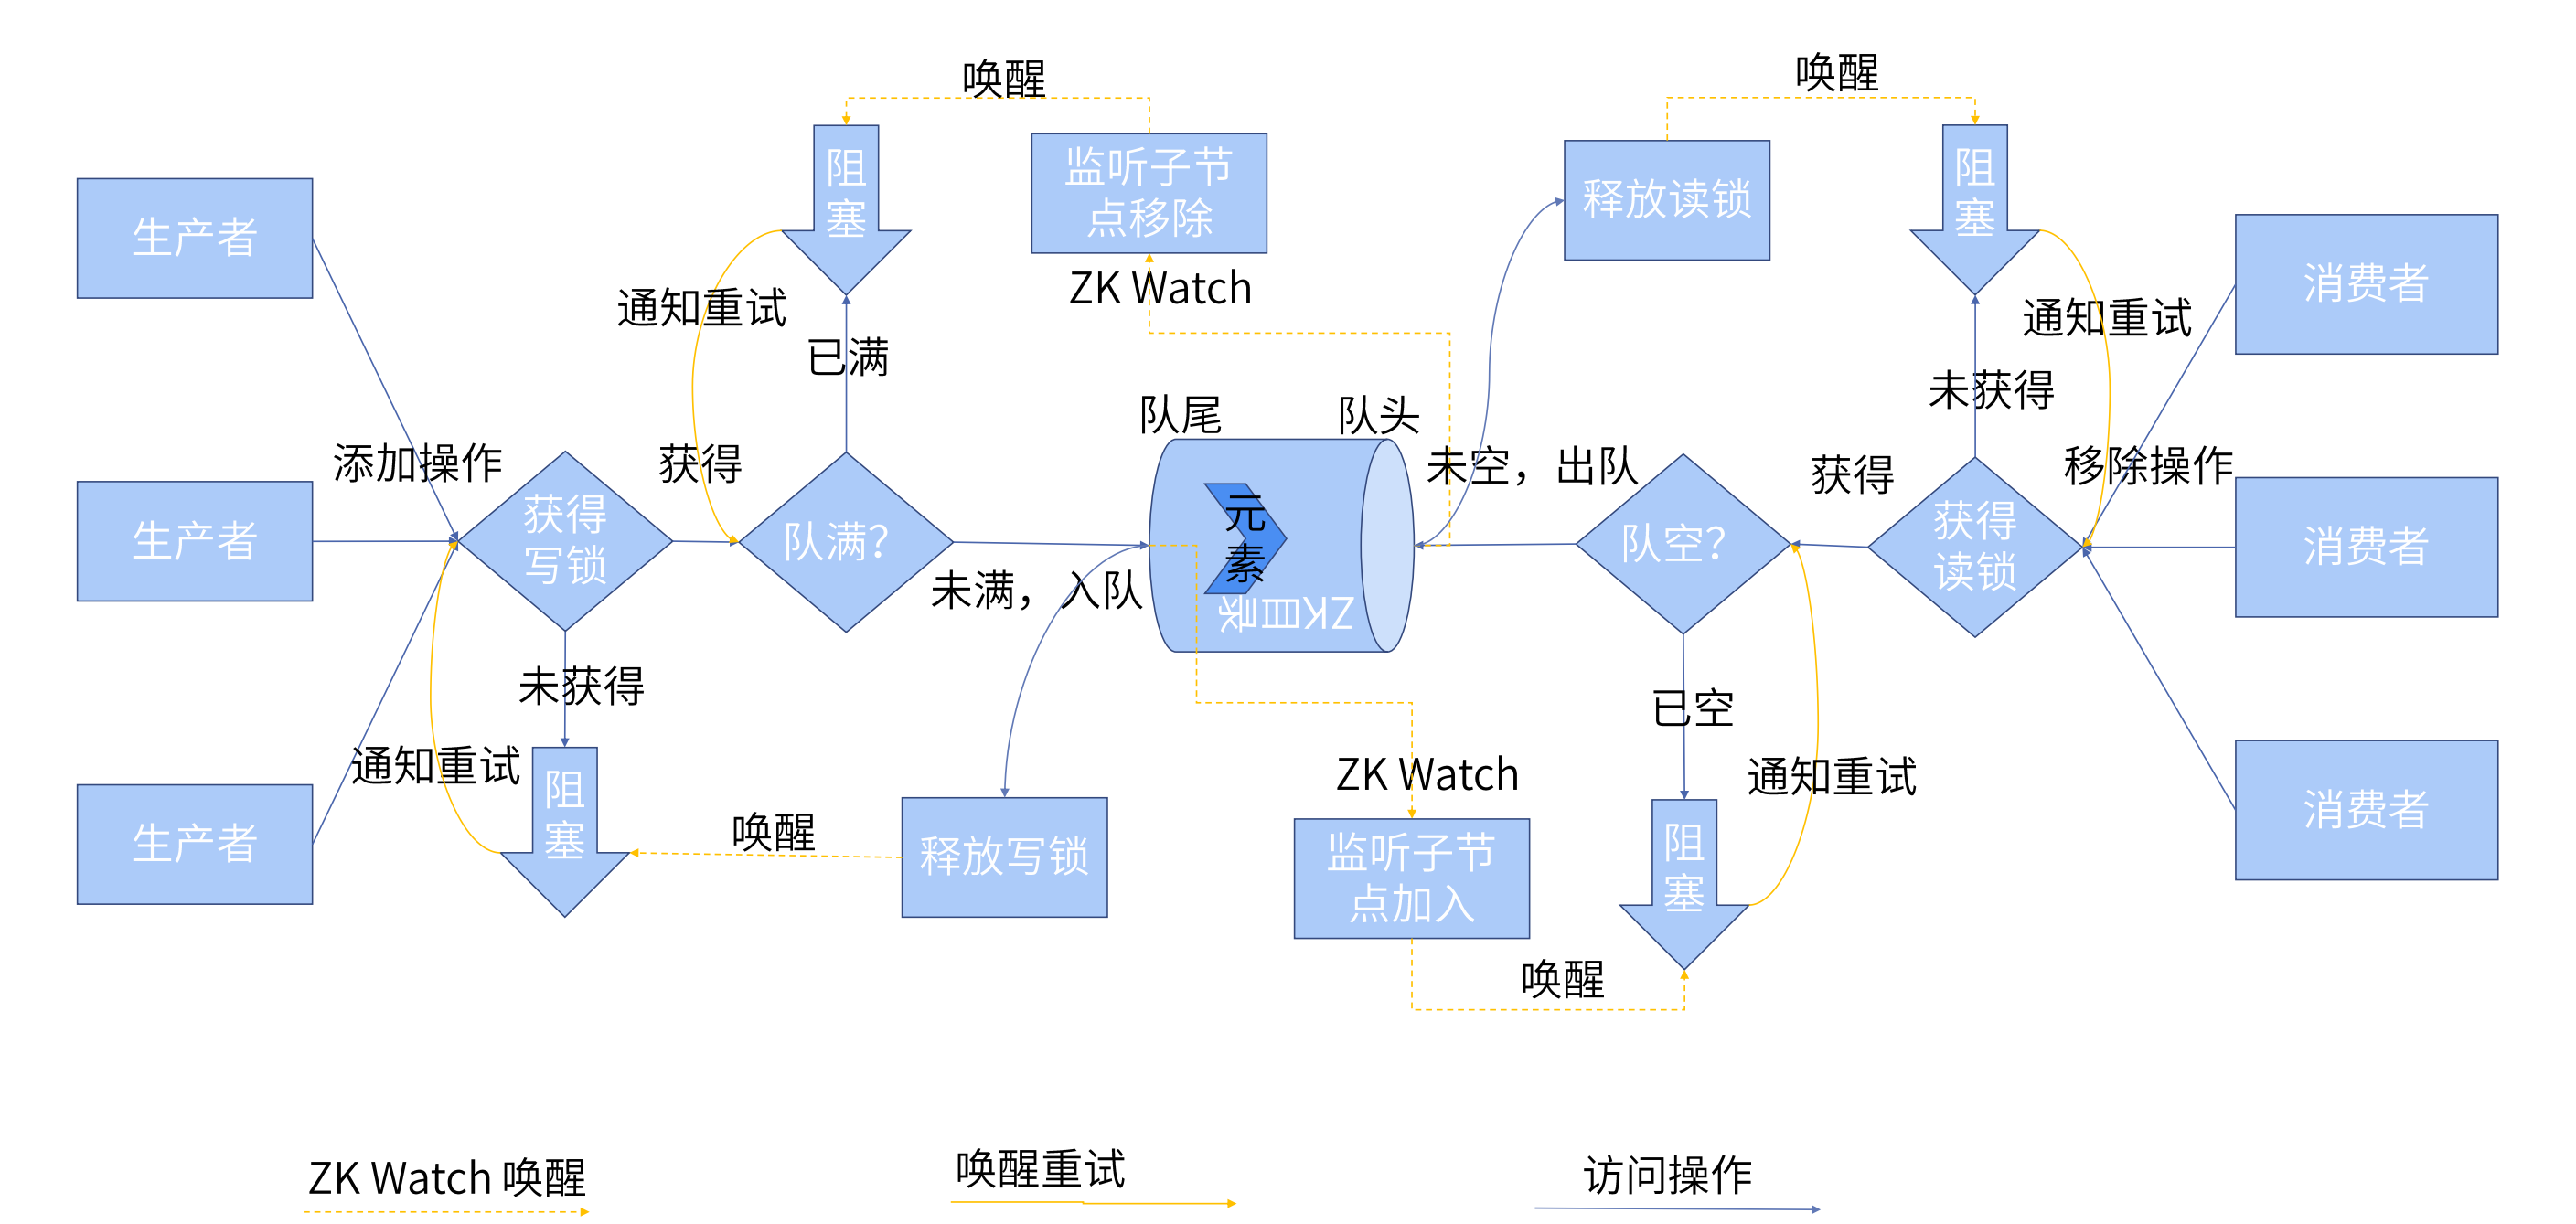 唤醒
唤醒
阻
塞
监听子节
点移除
释放读锁
阻
塞
生产者
消费者
ZK Watch
通知重试
通知重试
已满
未获得
队尾
队头
添加操作
获得
未空，出队
获得
移除操作
生产者
获得
写锁
队满?
元
素
ZK目录
队空?
获得
读锁
消费者
未满，入队
未获得
已空
通知重试
ZK Watch
通知重试
生产者
阻
塞
唤醒
释放写锁
监听子节
点加入
阻
塞
消费者
唤醒
ZK Watch 唤醒
唤醒重试
访问操作